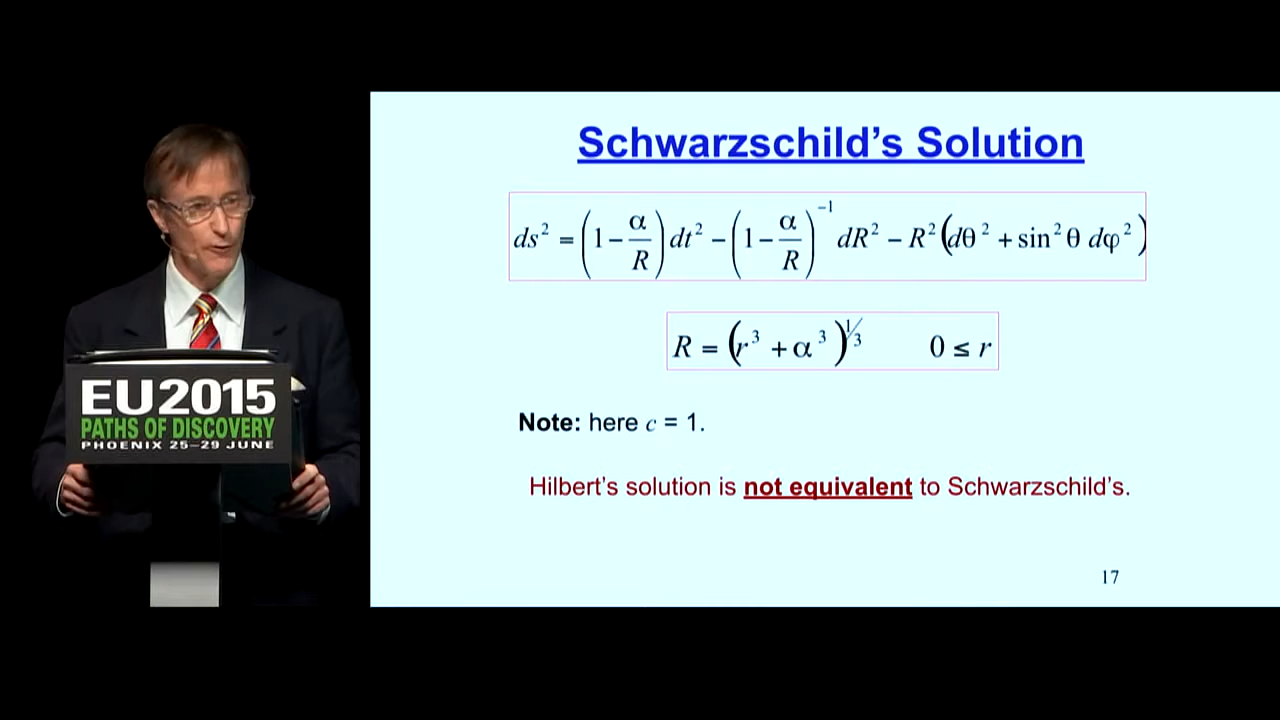 Schwarzschild's Solution
ds² = (1 − α/R) dt² − (1 − α/R)⁻¹ dR² − R² (dθ² + sin² θ dφ²)
R = (r³ + α³)^(1/3)    0 ≤ r
Note: here c = 1.
Hilbert's solution is not equivalent to Schwarzschild's.
17
EU2015
PATHS OF DISCOVERY
PHOENIX 25–29 JUNE